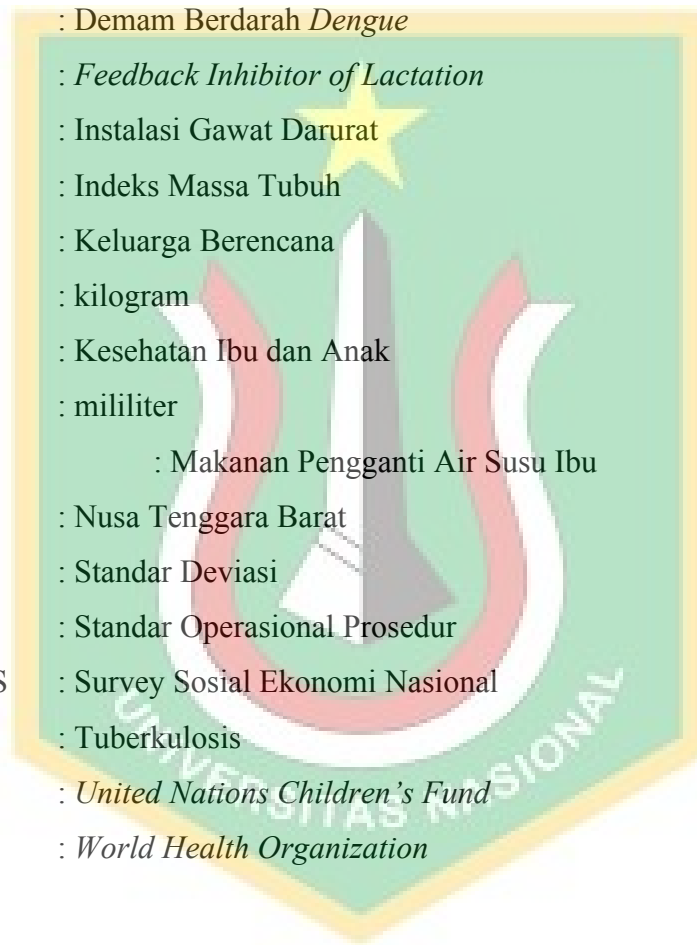 : Demam Berdarah Dengue
: Feedback Inhibitor of Lactation
: Instalasi Gawat Darurat
: Indeks Massa Tubuh
: Keluarga Berencana
: kilogram
: Kesehatan Ibu dan Anak
: mililiter
: Makanan Pengganti Air Susu Ibu
: Nusa Tenggara Barat
: Standar Deviasi
: Standar Operasional Prosedur
S : Survey Sosial Ekonomi Nasional
: Tuberkulosis
: United Nations Children’s Fund
: World Health Organization
UNIVERSITAS NASIONAL